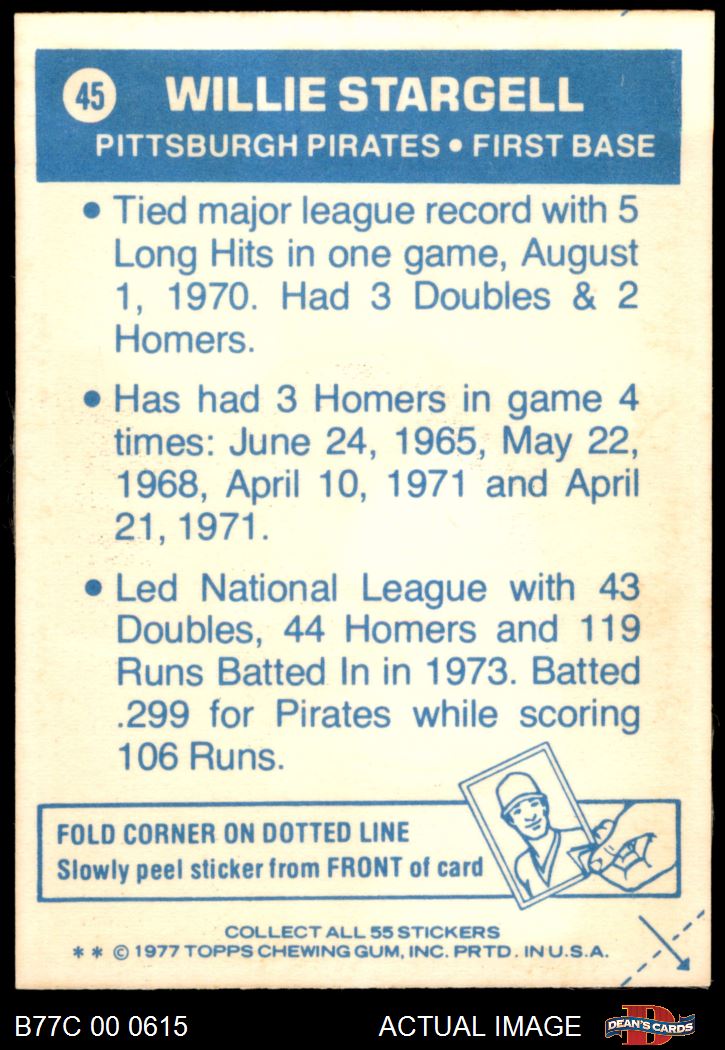 45 WILLIE STARGELL
PITTSBURGH PIRATES • FIRST BASE
• Tied major league record with 5
Long Hits in one game, August
1, 1970. Had 3 Doubles & 2
Homers.
• Has had 3 Homers in game 4
times: June 24, 1965, May 22,
1968, April 10, 1971 and April
21, 1971.
• Led National League with 43
Doubles, 44 Homers and 119
Runs Batted In in 1973. Batted
.299 for Pirates while scoring
106 Runs.
FOLD CORNER ON DOTTED LINE
Slowly peel sticker from FRONT of card
COLLECT ALL 55 STICKERS
* * © 1977 TOPPS CHEWING GUM, INC. PRTD. IN U.S.A.
B77C 00 0615 ACTUAL IMAGE D DEAN'S CARDS